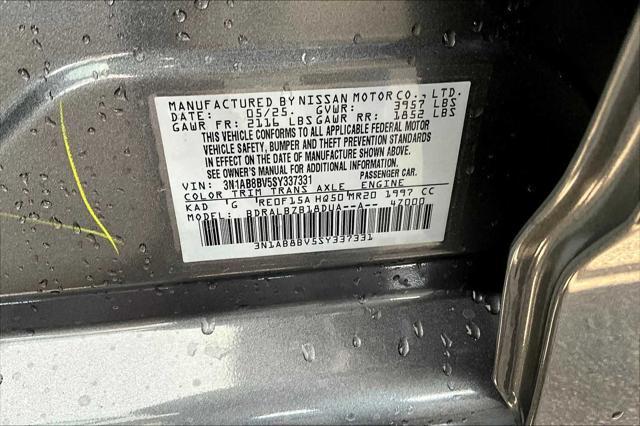 MANUFACTURED BY NISSAN MOTOR CO., LTD.
DATE: 05/25. GVWR: 3957 LBS
GAWR FR: 2116 LBS GAWR RR: 1852 LBS
THIS VEHICLE CONFORMS TO ALL APPLICABLE FEDERAL MOTOR
VEHICLE SAFETY, BUMPER AND THEFT PREVENTION STANDARDS
IN EFFECT ON THE DATE OF MANUFACTURE SHOWN ABOVE.
SEE OWNER'S MANUAL FOR ADDITIONAL INFORMATION.
VIN: 3N1AB8BV5SY337331 PASSENGER CAR.
COLOR TRIM TRANS AXLE ENGINE
KAD G RE0F15A HQ50 MR20 1997 CC
MODEL: BDRALBZB18DUA--A-- 47000
3N1AB8BV5SY337331